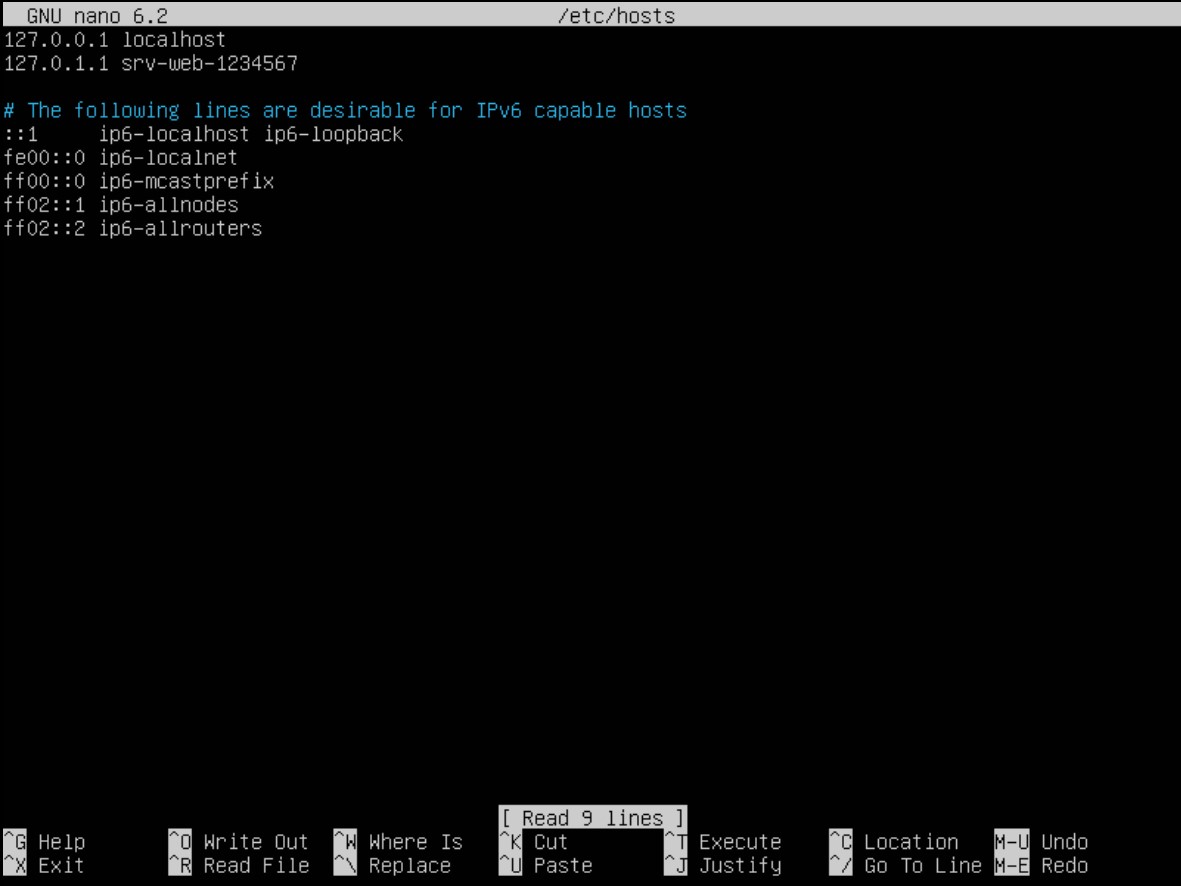 GNU nano 6.2 /etc/hosts
127.0.0.1 localhost
127.0.1.1 srv-web-1234567
# The following lines are desirable for IPv6 capable hosts
::1 ip6-localhost ip6-loopback
fe00::0 ip6-localnet
ff00::0 ip6-mcastprefix
ff02::1 ip6-allnodes
ff02::2 ip6-allrouters
[ Read 9 lines ]
^G Help ^O Write Out ^W Where Is ^K Cut ^T Execute ^C Location M-U Undo
^X Exit ^R Read File ^\ Replace ^U Paste ^J Justify ^/ Go To Line M-E Redo